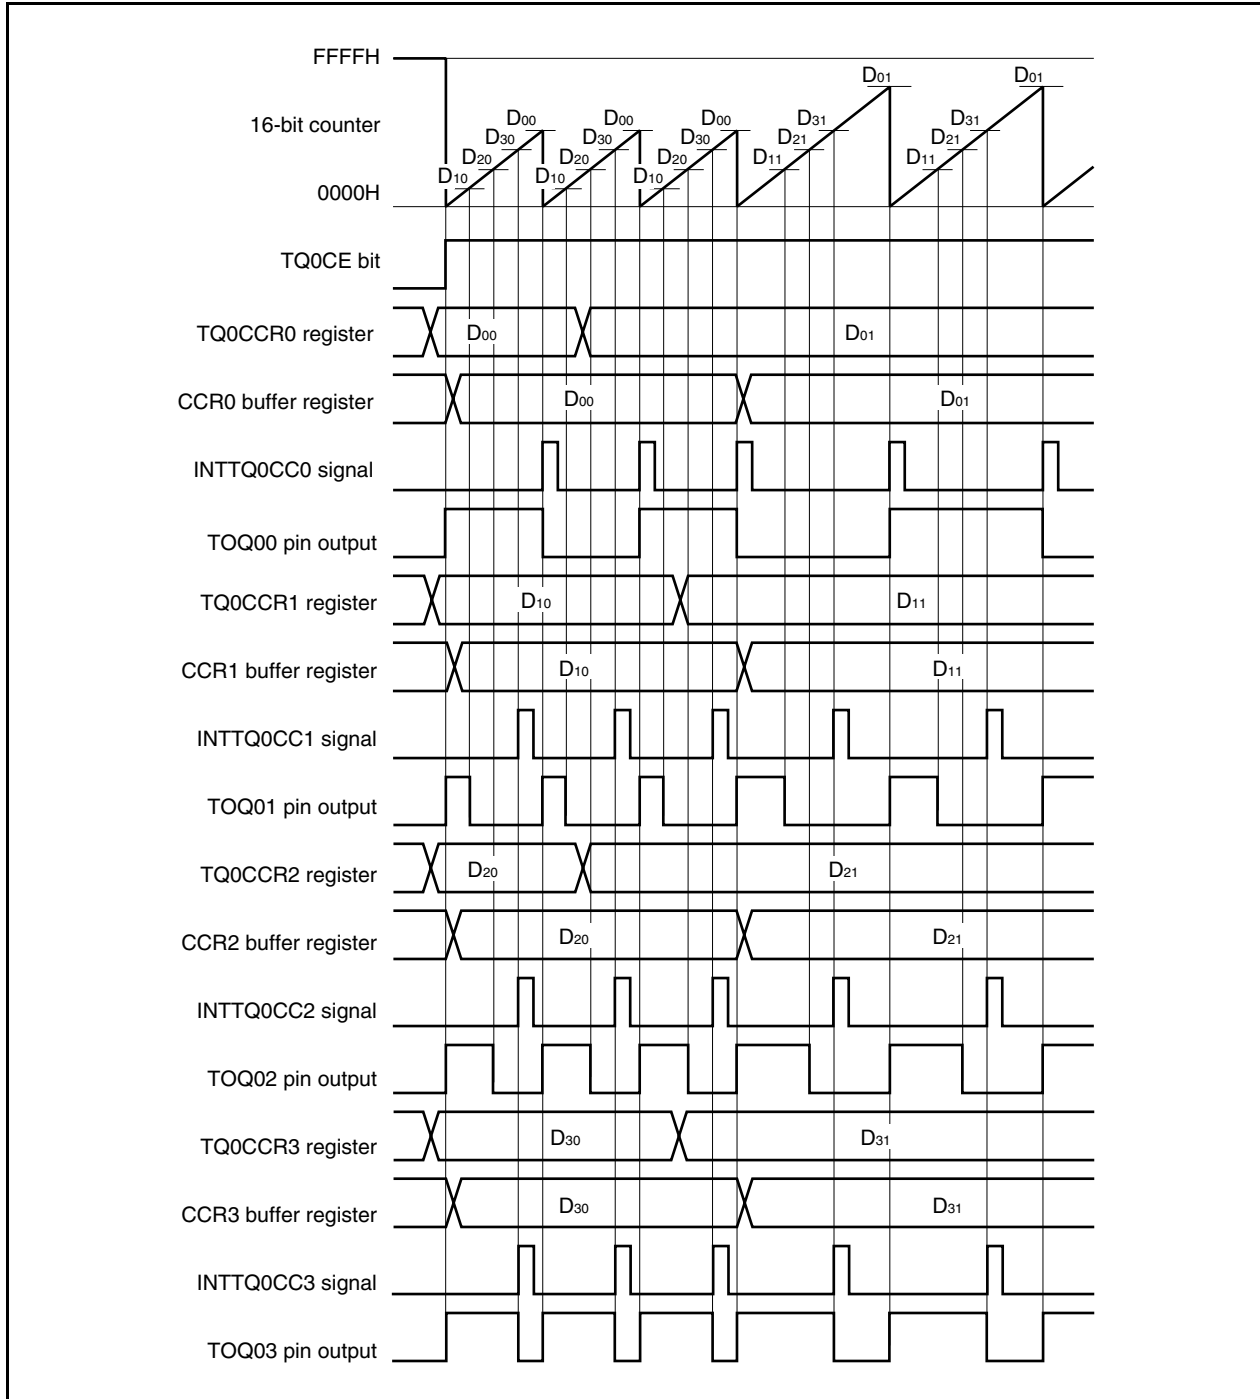 FFFFH
D01
D01
16-bit counter
D00
D00
D00
D31
D31
D30
D30
D30
D21
D21
D20
D20
D20
D11
D11
D10
D10
D10
0000H
TQ0CE bit
TQ0CCR0 register
D00
D01
CCR0 buffer register
D00
D01
INTTQ0CC0 signal
TOQ00 pin output
TQ0CCR1 register
D10
D11
CCR1 buffer register
D10
D11
INTTQ0CC1 signal
TOQ01 pin output
TQ0CCR2 register
D20
D21
CCR2 buffer register
D20
D21
INTTQ0CC2 signal
TOQ02 pin output
TQ0CCR3 register
D30
D31
CCR3 buffer register
D30
D31
INTTQ0CC3 signal
TOQ03 pin output